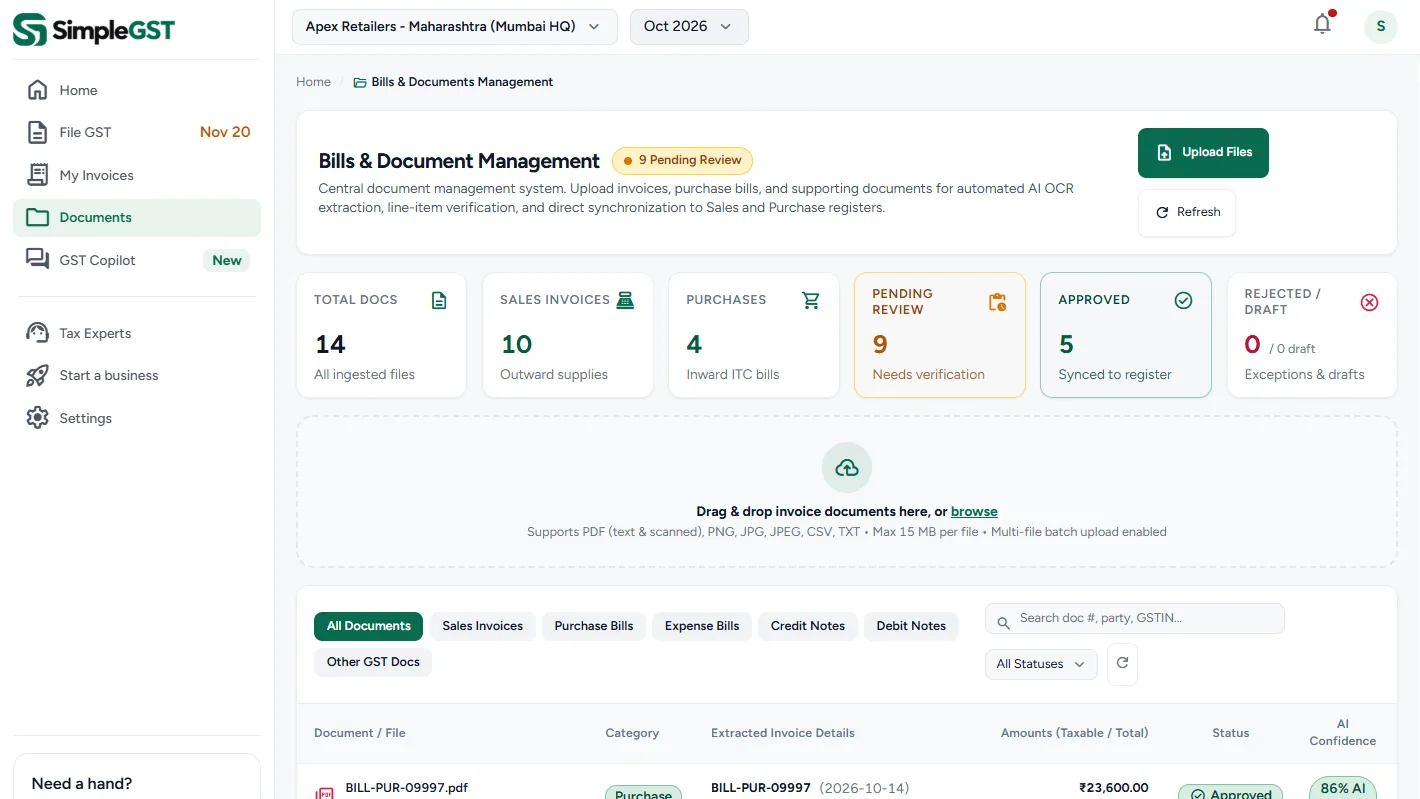 SimpleGST
Apex Retailers - Maharashtra (Mumbai HQ)
Oct 2026
S
Home
File GST
Nov 20
My Invoices
Documents
GST Copilot
New
Tax Experts
Start a business
Settings
Need a hand?
Home / Bills & Documents Management
Bills & Document Management
9 Pending Review
Central document management system. Upload invoices, purchase bills, and supporting documents for automated AI OCR
extraction, line-item verification, and direct synchronization to Sales and Purchase registers.
Upload Files
Refresh
TOTAL DOCS
14
All ingested files
SALES INVOICES
10
Outward supplies
PURCHASES
4
Inward ITC bills
PENDING
REVIEW
9
Needs verification
APPROVED
5
Synced to register
REJECTED /
DRAFT
0 / 0 draft
Exceptions & drafts
Drag & drop invoice documents here, or browse
Supports PDF (text & scanned), PNG, JPG, JPEG, CSV, TXT • Max 15 MB per file • Multi-file batch upload enabled
All Documents
Sales Invoices
Purchase Bills
Expense Bills
Credit Notes
Debit Notes
Other GST Docs
Search doc #, party, GSTIN...
All Statuses
Document / File
Category
Extracted Invoice Details
Amounts (Taxable / Total)
Status
AI
Confidence
PDF
BILL-PUR-09997.pdf
Purchase
BILL-PUR-09997 (2026-10-14)
₹23,600.00
Approved
86% AI